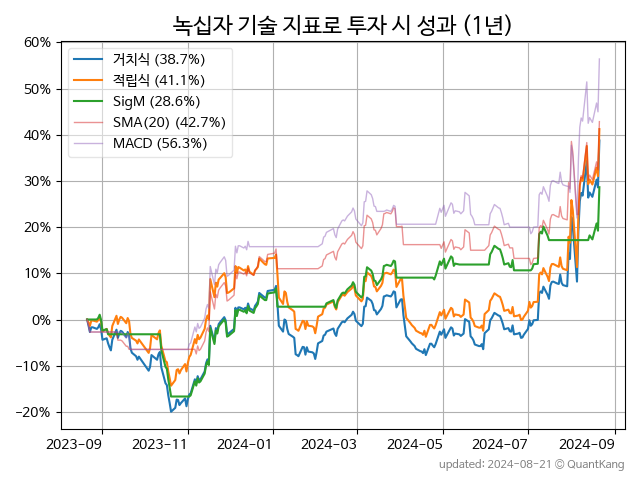 녹십자 기술 지표로 투자 시 성과 (1년)
60%
50%
40%
30%
20%
10%
0%
−10%
−20%
거치식 (38.7%)
적립식 (41.1%)
SigM (28.6%)
SMA(20) (42.7%)
MACD (56.3%)
2023-09
2023-11
2024-01
2024-03
2024-05
2024-07
2024-09
updated: 2024-08-21 © QuantKang